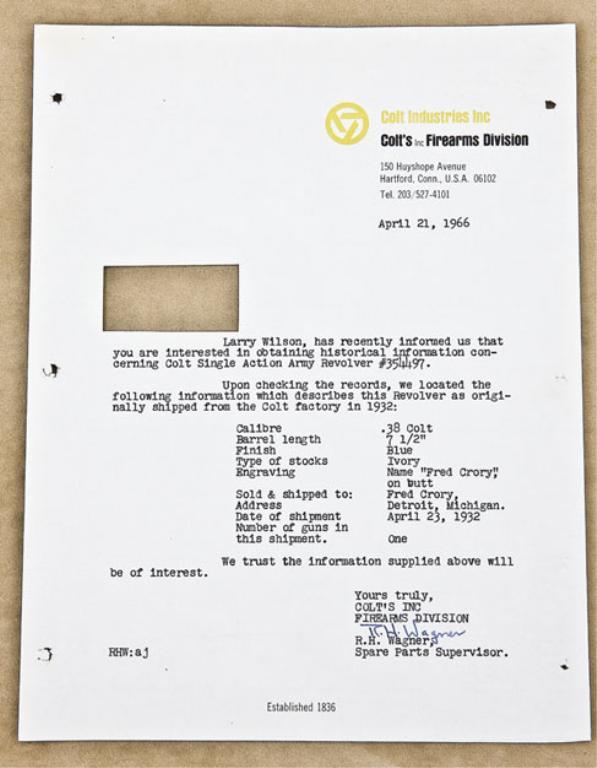 Colt Industries Inc
Colt's Inc Firearms Division
150 Huyshope Avenue
Hartford, Conn., U.S.A. 06102
Tel. 203/527-4101
April 21, 1966
Larry Wilson, has recently informed us that
you are interested in obtaining historical information con-
cerning Colt Single Action Army Revolver #354497.
Upon checking the records, we located the
following information which describes this Revolver as origi-
nally shipped from the Colt factory in 1932:
Calibre .38 Colt
Barrel length 7 1/2"
Finish Blue
Type of stocks Ivory
Engraving Name "Fred Crory"
on butt
Sold & shipped to: Fred Crory,
Address Detroit, Michigan.
Date of shipment April 23, 1932
Number of guns in
this shipment. One
We trust the information supplied above will
be of interest.
Yours truly,
COLT'S INC
FIREARMS DIVISION
R.H. Wagner
R.H. Wagner,
RHW:aj Spare Parts Supervisor.
Established 1836